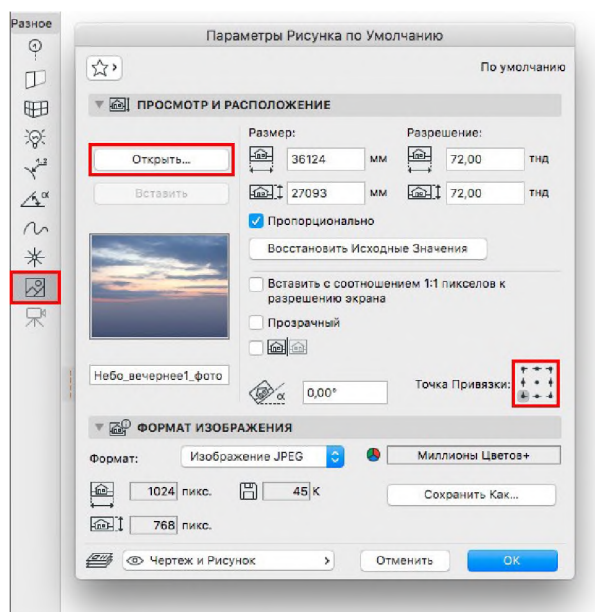 Разное
Параметры Рисунка по Умолчанию
По умолчанию
ПРОСМОТР И РАСПОЛОЖЕНИЕ
Размер: Разрешение:
Открыть... 36124 мм 72,00 тнд
Вставить 27093 мм 72,00 тнд
Пропорционально
Восстановить Исходные Значения
Вставить с соотношением 1:1 пикселов к
разрешению экрана
Прозрачный
Небо_вечернее1_фото
α 0,00° Точка Привязки:
ФОРМАТ ИЗОБРАЖЕНИЯ
Формат: Изображение JPEG Миллионы Цветов+
1024 пикс. 45 K Сохранить Как...
768 пикс.
Чертеж и Рисунок Отменить OK